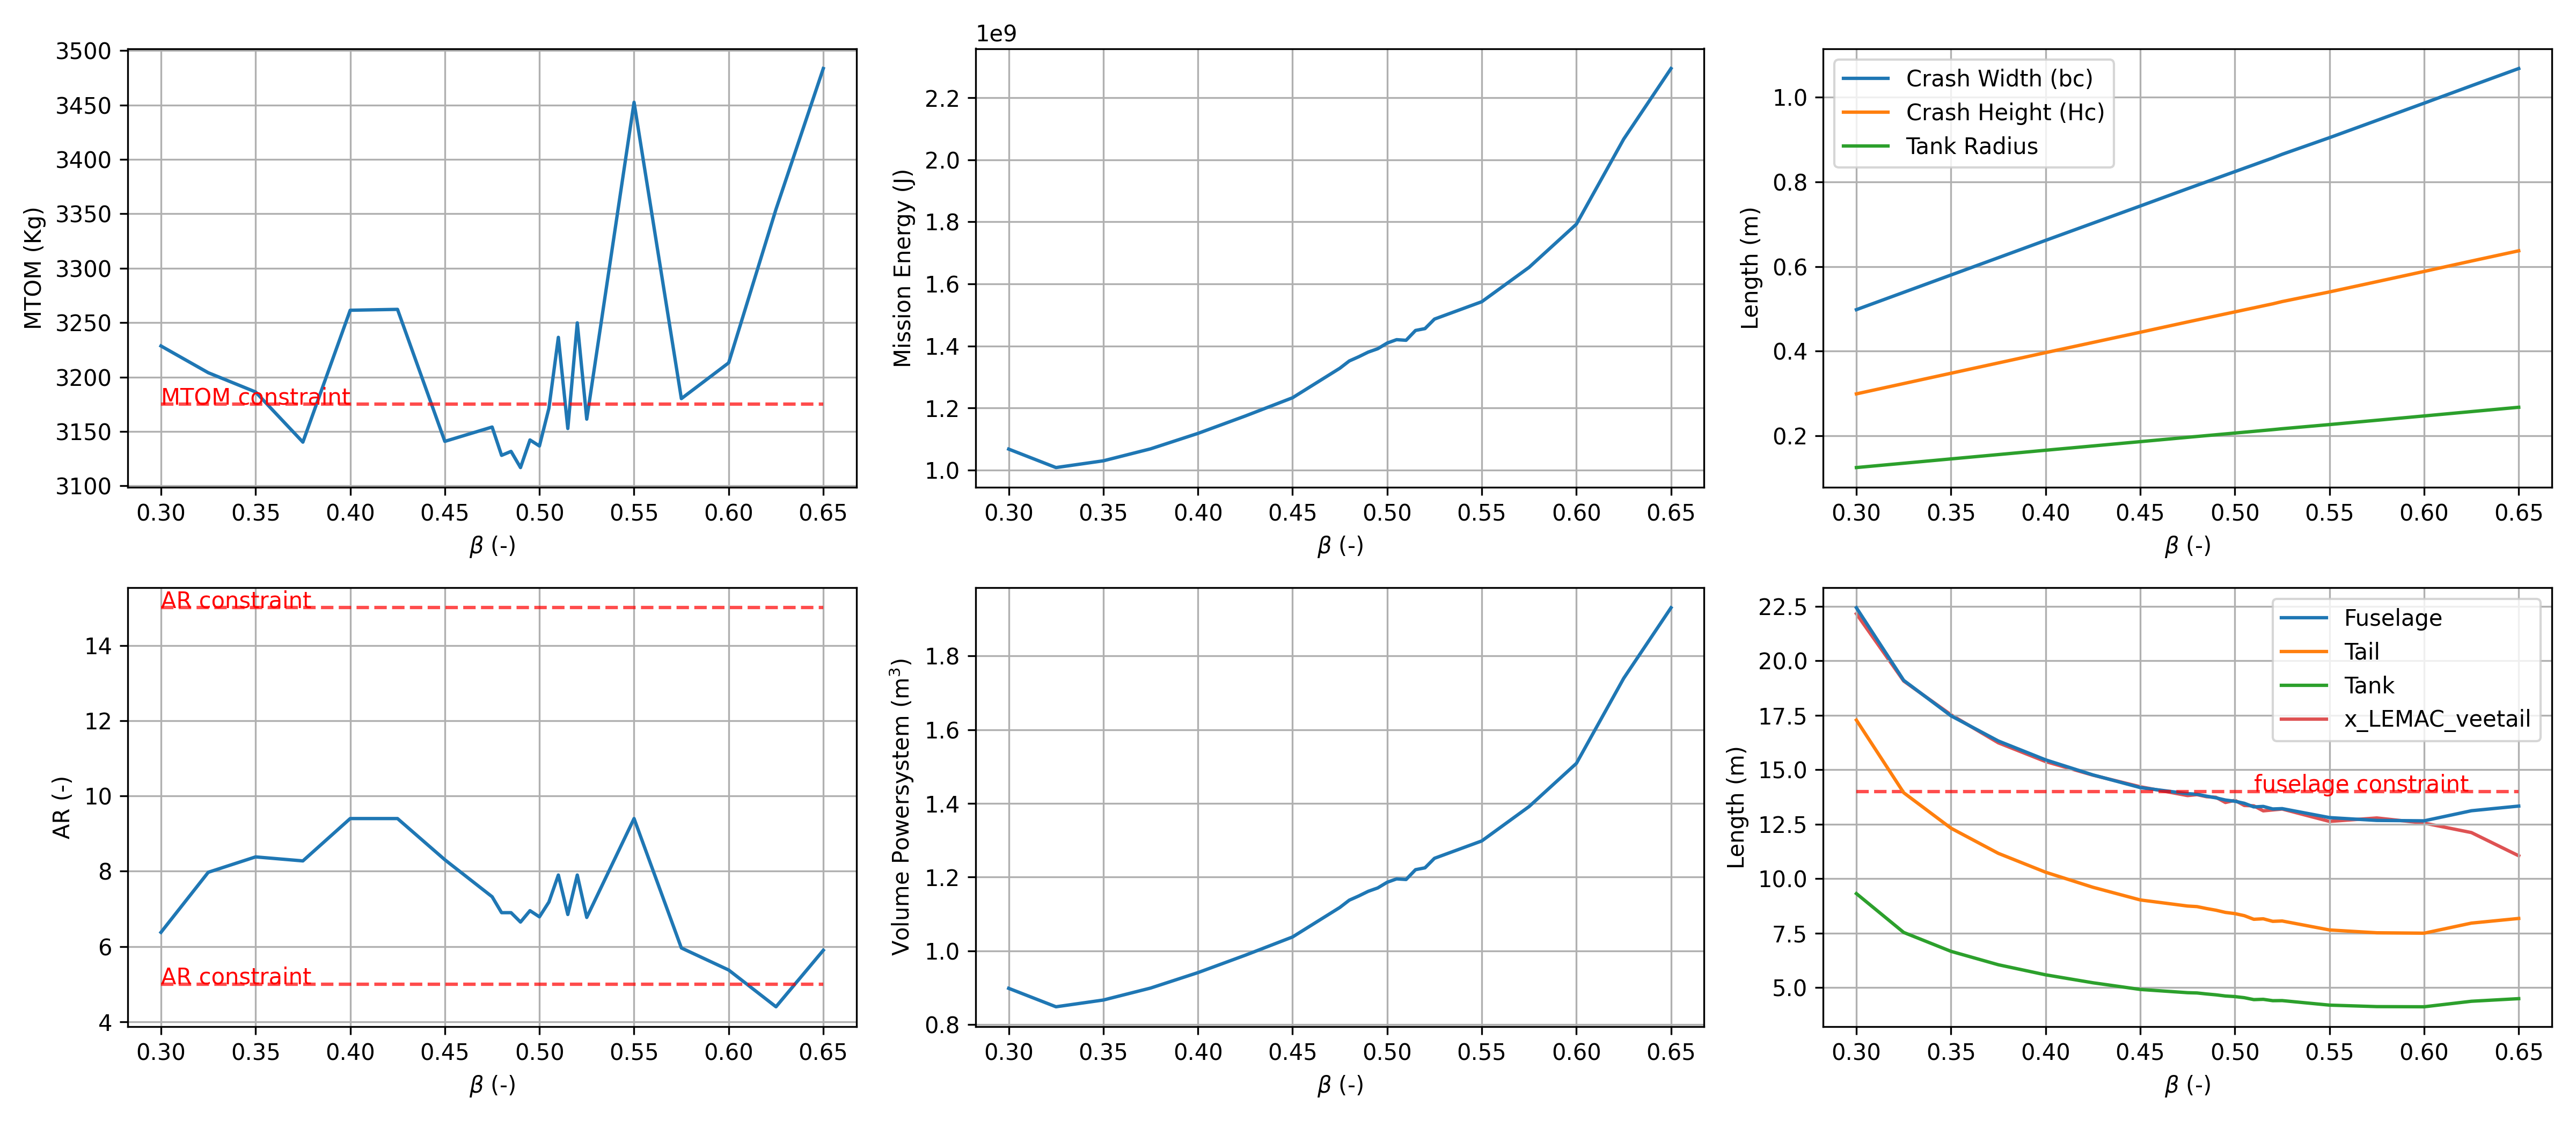 3500
3450
3400
3350
3300
3250
3200
3150
3100
MTOM (Kg)
MTOM constraint
0.30 0.35 0.40 0.45 0.50 0.55 0.60 0.65
β (-)
1e9
2.2
2.0
1.8
1.6
1.4
1.2
1.0
Mission Energy (J)
0.30 0.35 0.40 0.45 0.50 0.55 0.60 0.65
β (-)
Crash Width (bc)
Crash Height (Hc)
Tank Radius
1.0
0.8
0.6
0.4
0.2
Length (m)
0.30 0.35 0.40 0.45 0.50 0.55 0.60 0.65
β (-)
AR constraint
14
12
10
8
6
4
AR (-)
AR constraint
0.30 0.35 0.40 0.45 0.50 0.55 0.60 0.65
β (-)
1.8
1.6
1.4
1.2
1.0
0.8
Volume Powersystem (m³)
0.30 0.35 0.40 0.45 0.50 0.55 0.60 0.65
β (-)
Fuselage
Tail
Tank
x_LEMAC_veetail
fuselage constraint
22.5
20.0
17.5
15.0
12.5
10.0
7.5
5.0
Length (m)
0.30 0.35 0.40 0.45 0.50 0.55 0.60 0.65
β (-)